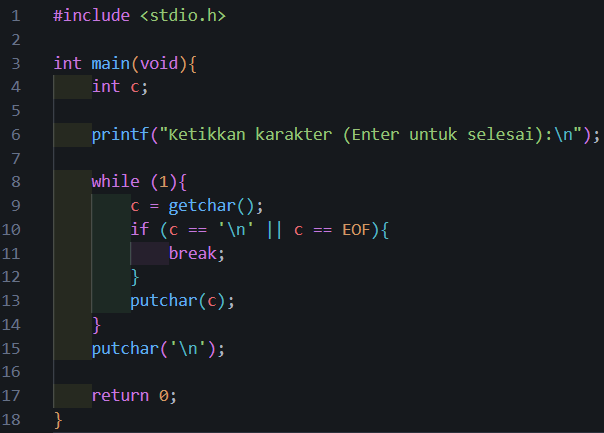 1 #include <stdio.h>
2
3 int main(void){
4     int c;
5
6     printf("Ketikkan karakter (Enter untuk selesai):\n");
7
8     while (1){
9         c = getchar();
10         if (c == '\n' || c == EOF){
11             break;
12         }
13         putchar(c);
14     }
15     putchar('\n');
16
17     return 0;
18 }